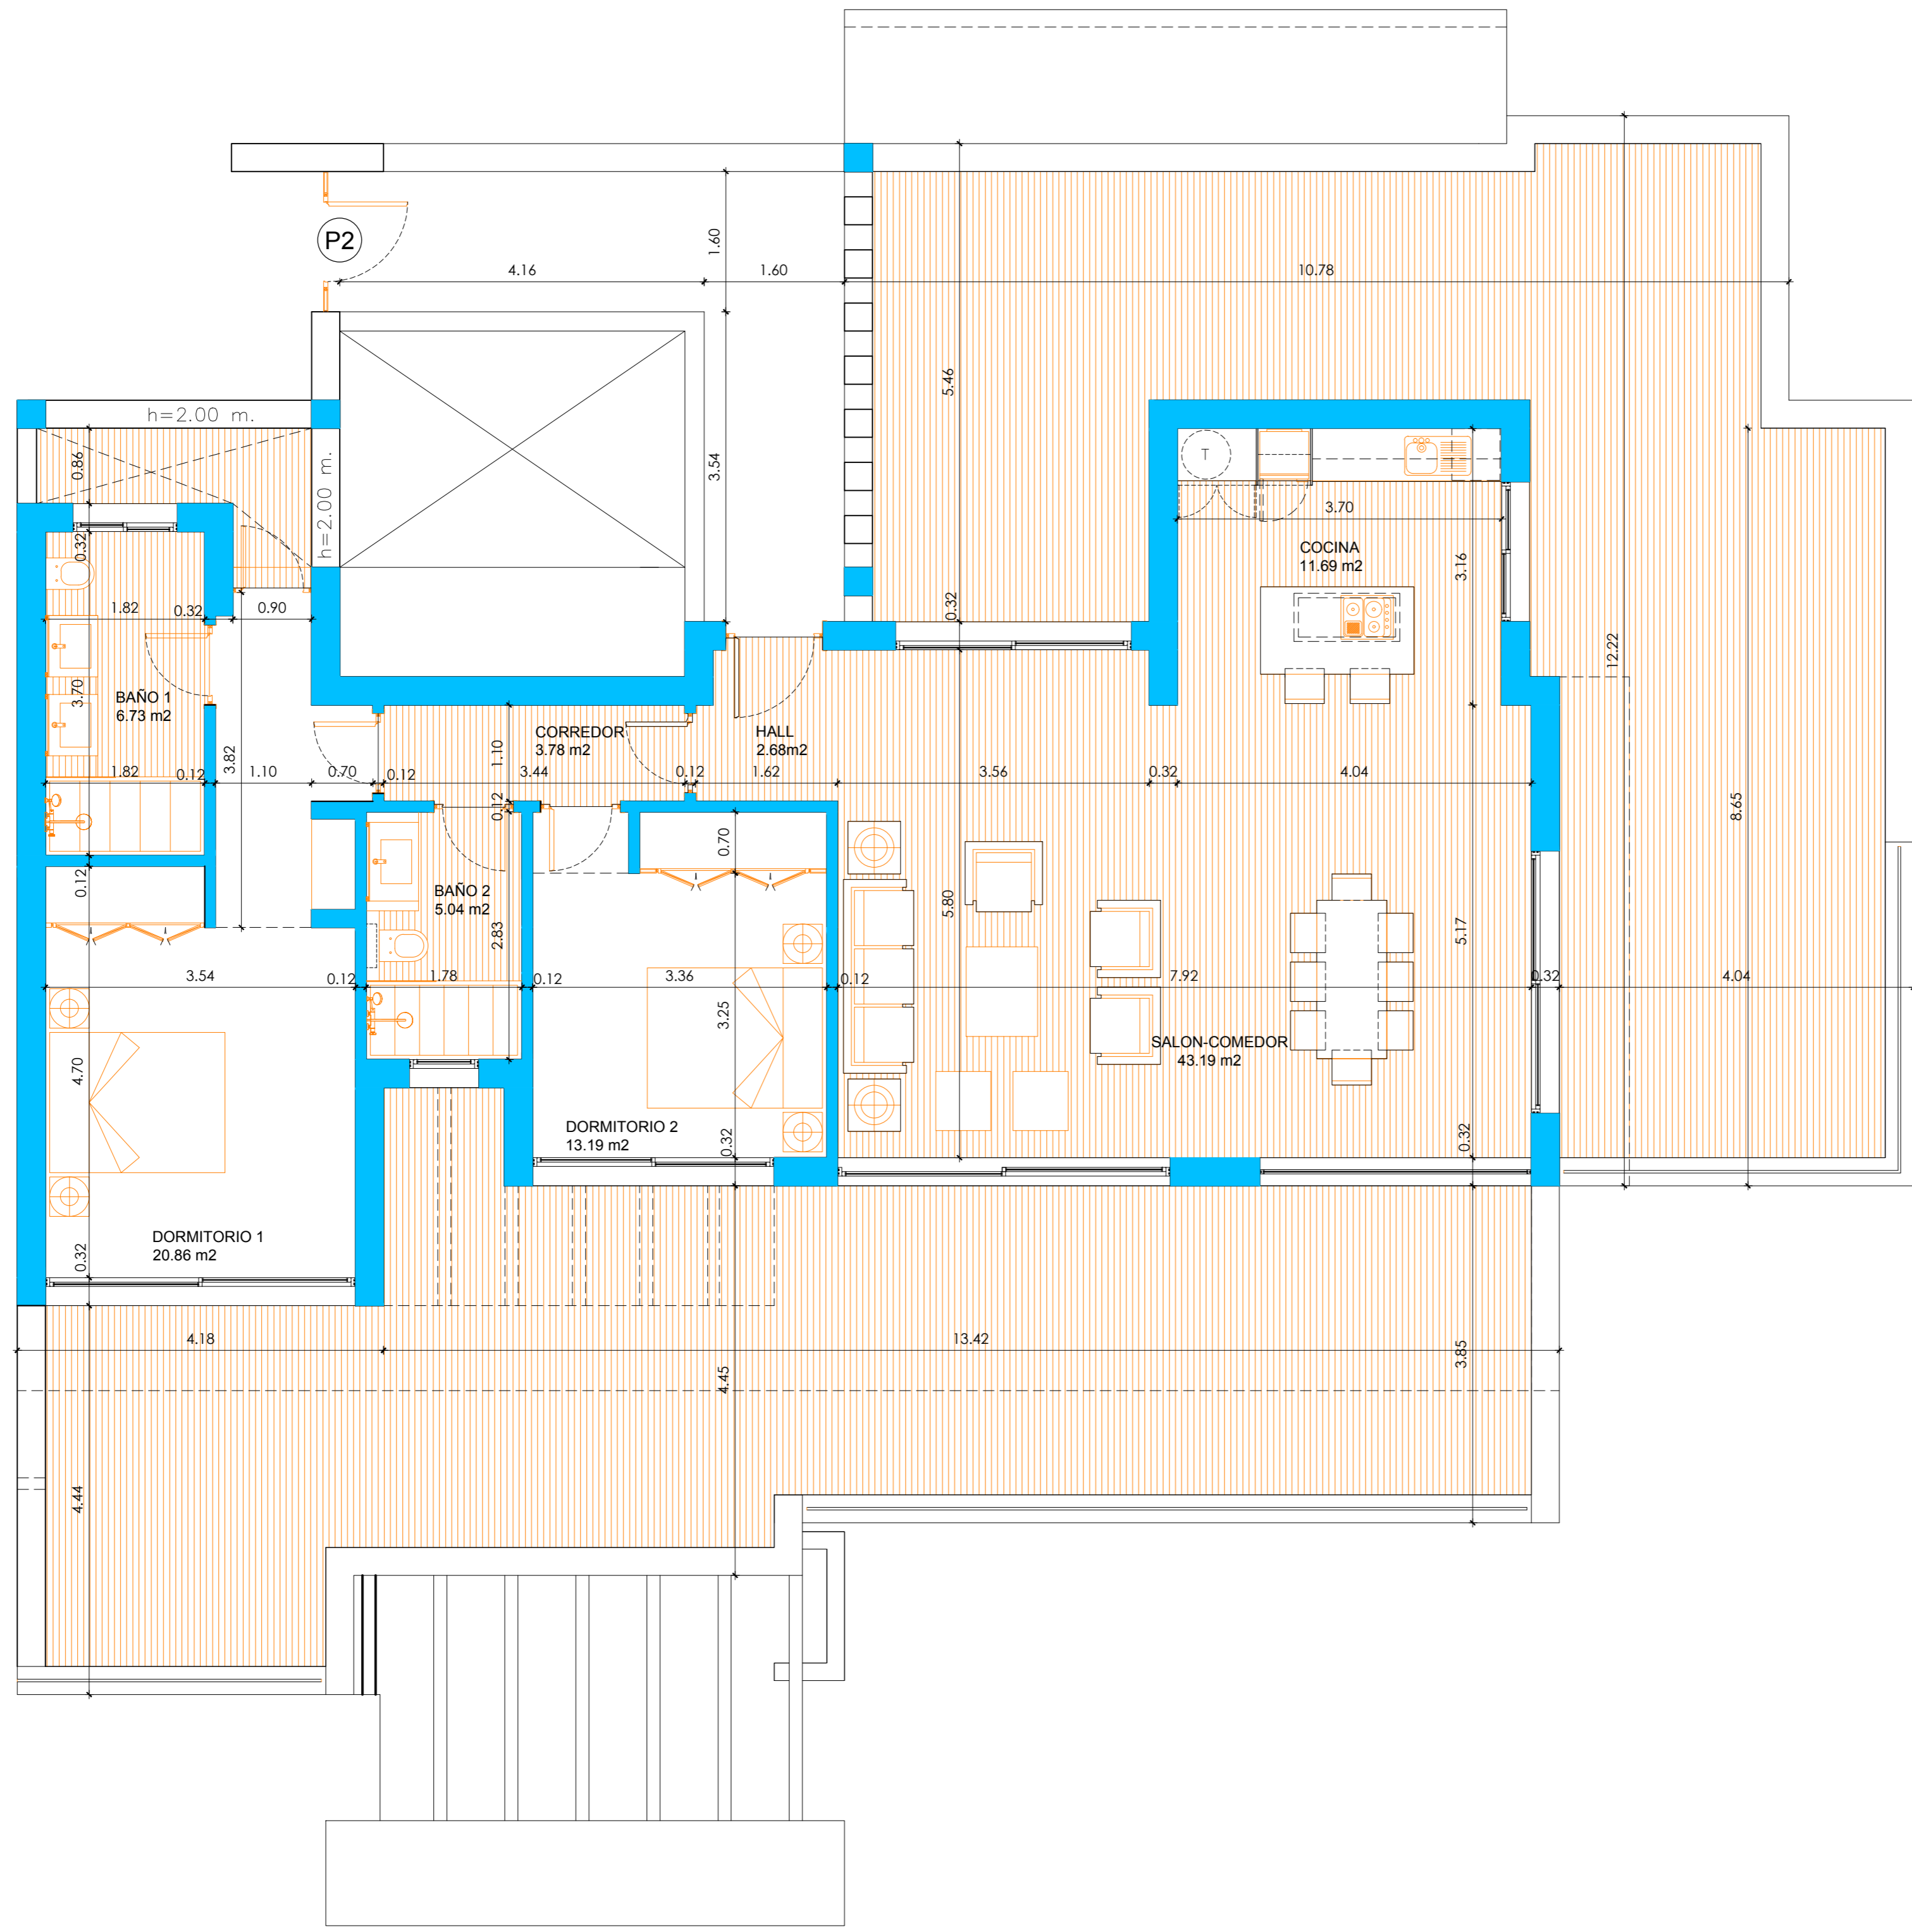 1.60
P2
4.16
1.60
10.78
5.46
h=2.00 m.
0.86
h=2.00 m.
3.54
T
3.70
COCINA
11.69 m2
3.16
0.32
1.82
0.32
0.90
0.32
12.22
BAÑO 1
6.73 m2
3.70
3.82
CORREDOR
3.78 m2
HALL
2.68m2
1.10
1.82
0.12
1.10
0.70
0.12
3.44
0.12
1.62
3.56
0.32
4.04
0.12
8.65
0.70
0.12
BAÑO 2
5.04 m2
5.80
2.83
5.17
3.54
0.12
1.78
0.12
3.36
0.12
7.92
0.32
4.04
3.25
SALON-COMEDOR
43.19 m2
4.70
DORMITORIO 2
13.19 m2
0.32
0.32
DORMITORIO 1
20.86 m2
0.32
4.18
13.42
3.85
4.45
4.44